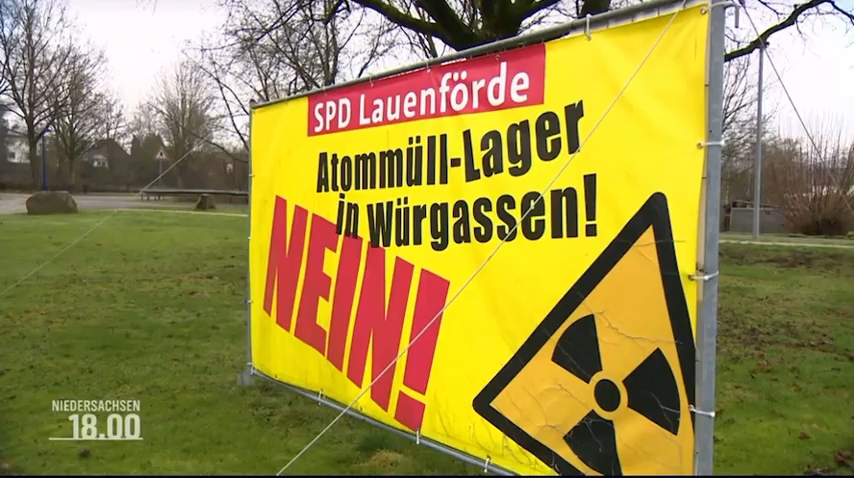 SPD Lauenförde
Atommüll-Lager
in Würgassen!
NEIN!
NIEDERSACHSEN
18.00